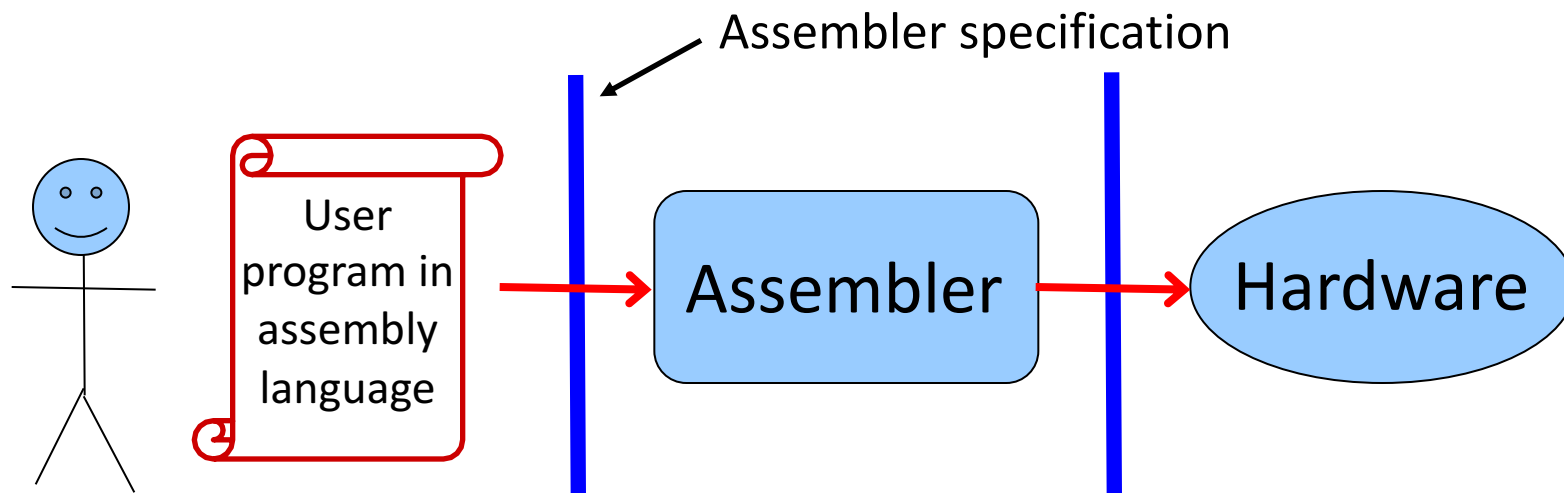 Assembler specification
User
program in
assembly
language
Assembler
Hardware